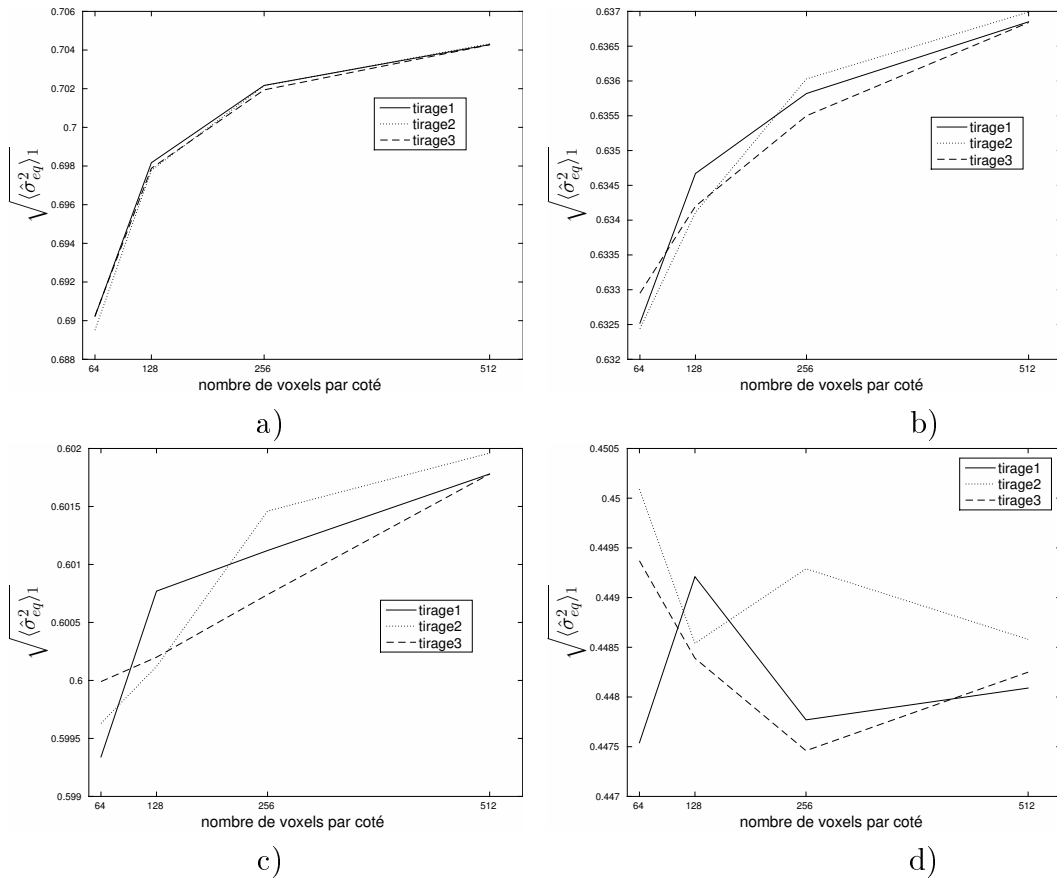 0.706
0.704
0.702
0.7
0.698
0.696
0.694
0.692
0.69
0.688
√⟨σ̂²eq⟩₁
tirage1
tirage2
tirage3
64 128 256 512
nombre de voxels par coté
a)
0.637
0.6365
0.636
0.6355
0.635
0.6345
0.634
0.6335
0.633
0.6325
0.632
√⟨σ̂²eq⟩₁
tirage1
tirage2
tirage3
64 128 256 512
nombre de voxels par coté
b)
0.602
0.6015
0.601
0.6005
0.6
0.5995
0.599
√⟨σ̂²eq⟩₁
tirage1
tirage2
tirage3
64 128 256 512
nombre de voxels par coté
c)
0.4505
0.45
0.4495
0.449
0.4485
0.448
0.4475
0.447
√⟨σ̂²eq⟩₁
tirage1
tirage2
tirage3
64 128 256 512
nombre de voxels par coté
d)